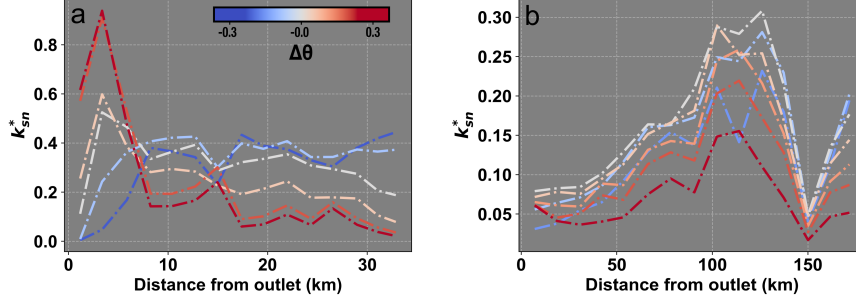 a
-0.3 -0.0 0.3
Δθ
0.8
0.6
0.4
0.2
0.0
k*sn
0 10 20 30
Distance from outlet (km)
b
0.30
0.25
0.20
0.15
0.10
0.05
k*sn
0 50 100 150
Distance from outlet (km)